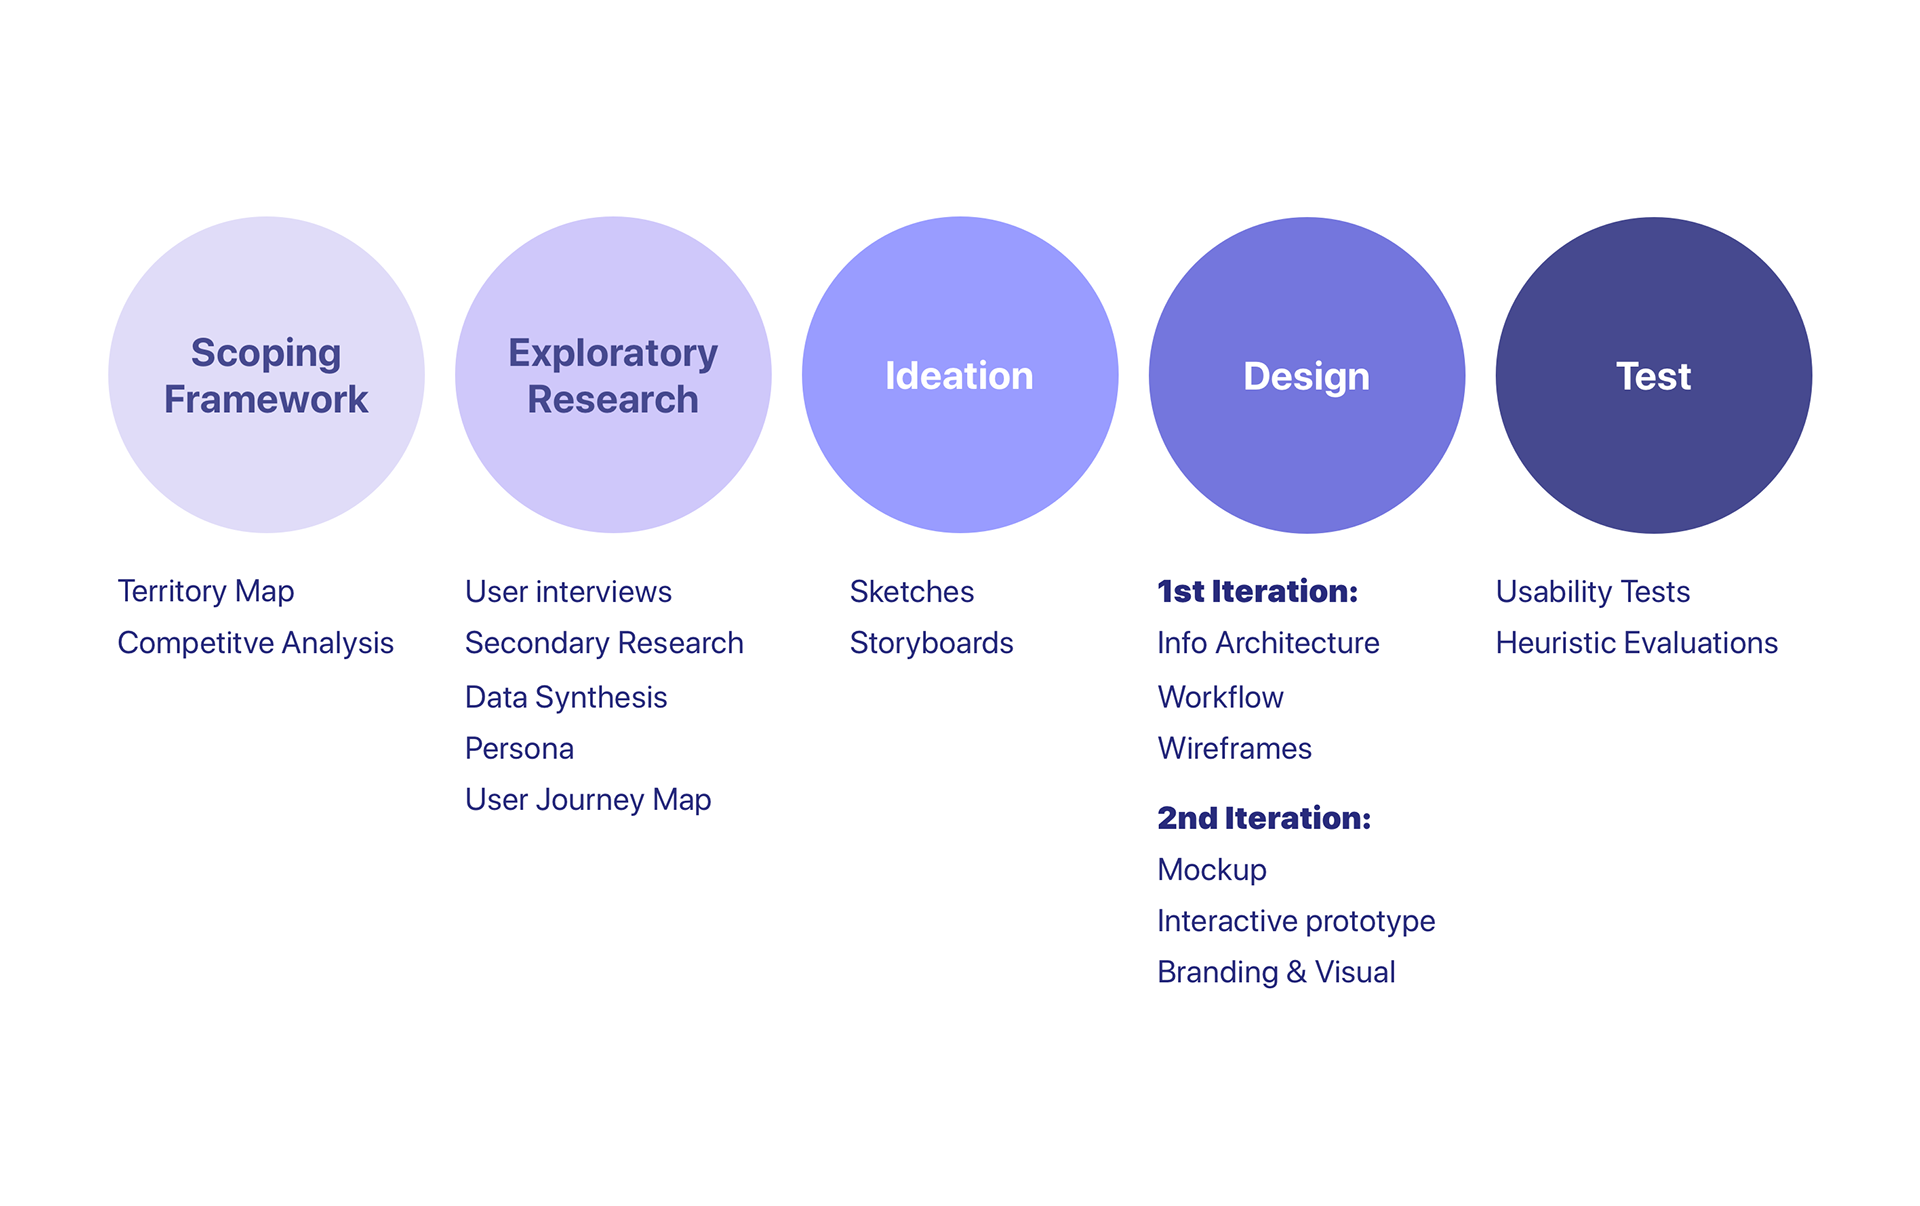 Scoping
Framework
Territory Map
Competitve Analysis
Exploratory
Research
User interviews
Secondary Research
Data Synthesis
Persona
User Journey Map
Ideation
Sketches
Storyboards
Design
1st Iteration:
Info Architecture
Workflow
Wireframes
2nd Iteration:
Mockup
Interactive prototype
Branding & Visual
Test
Usability Tests
Heuristic Evaluations